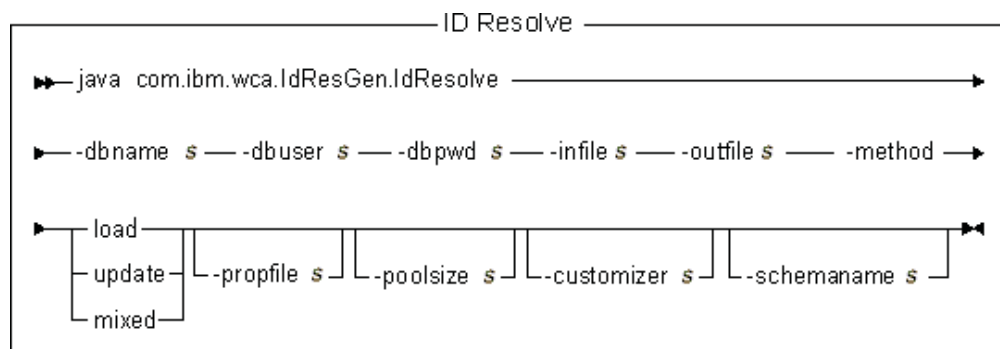 ID Resolve
java com.ibm.wca.IdResGen.IdResolve
-dbname s -dbuser s -dbpwd s -infile s -outfile s -method
load
update -propfile s -poolsize s -customizer s -schemaname s
mixed